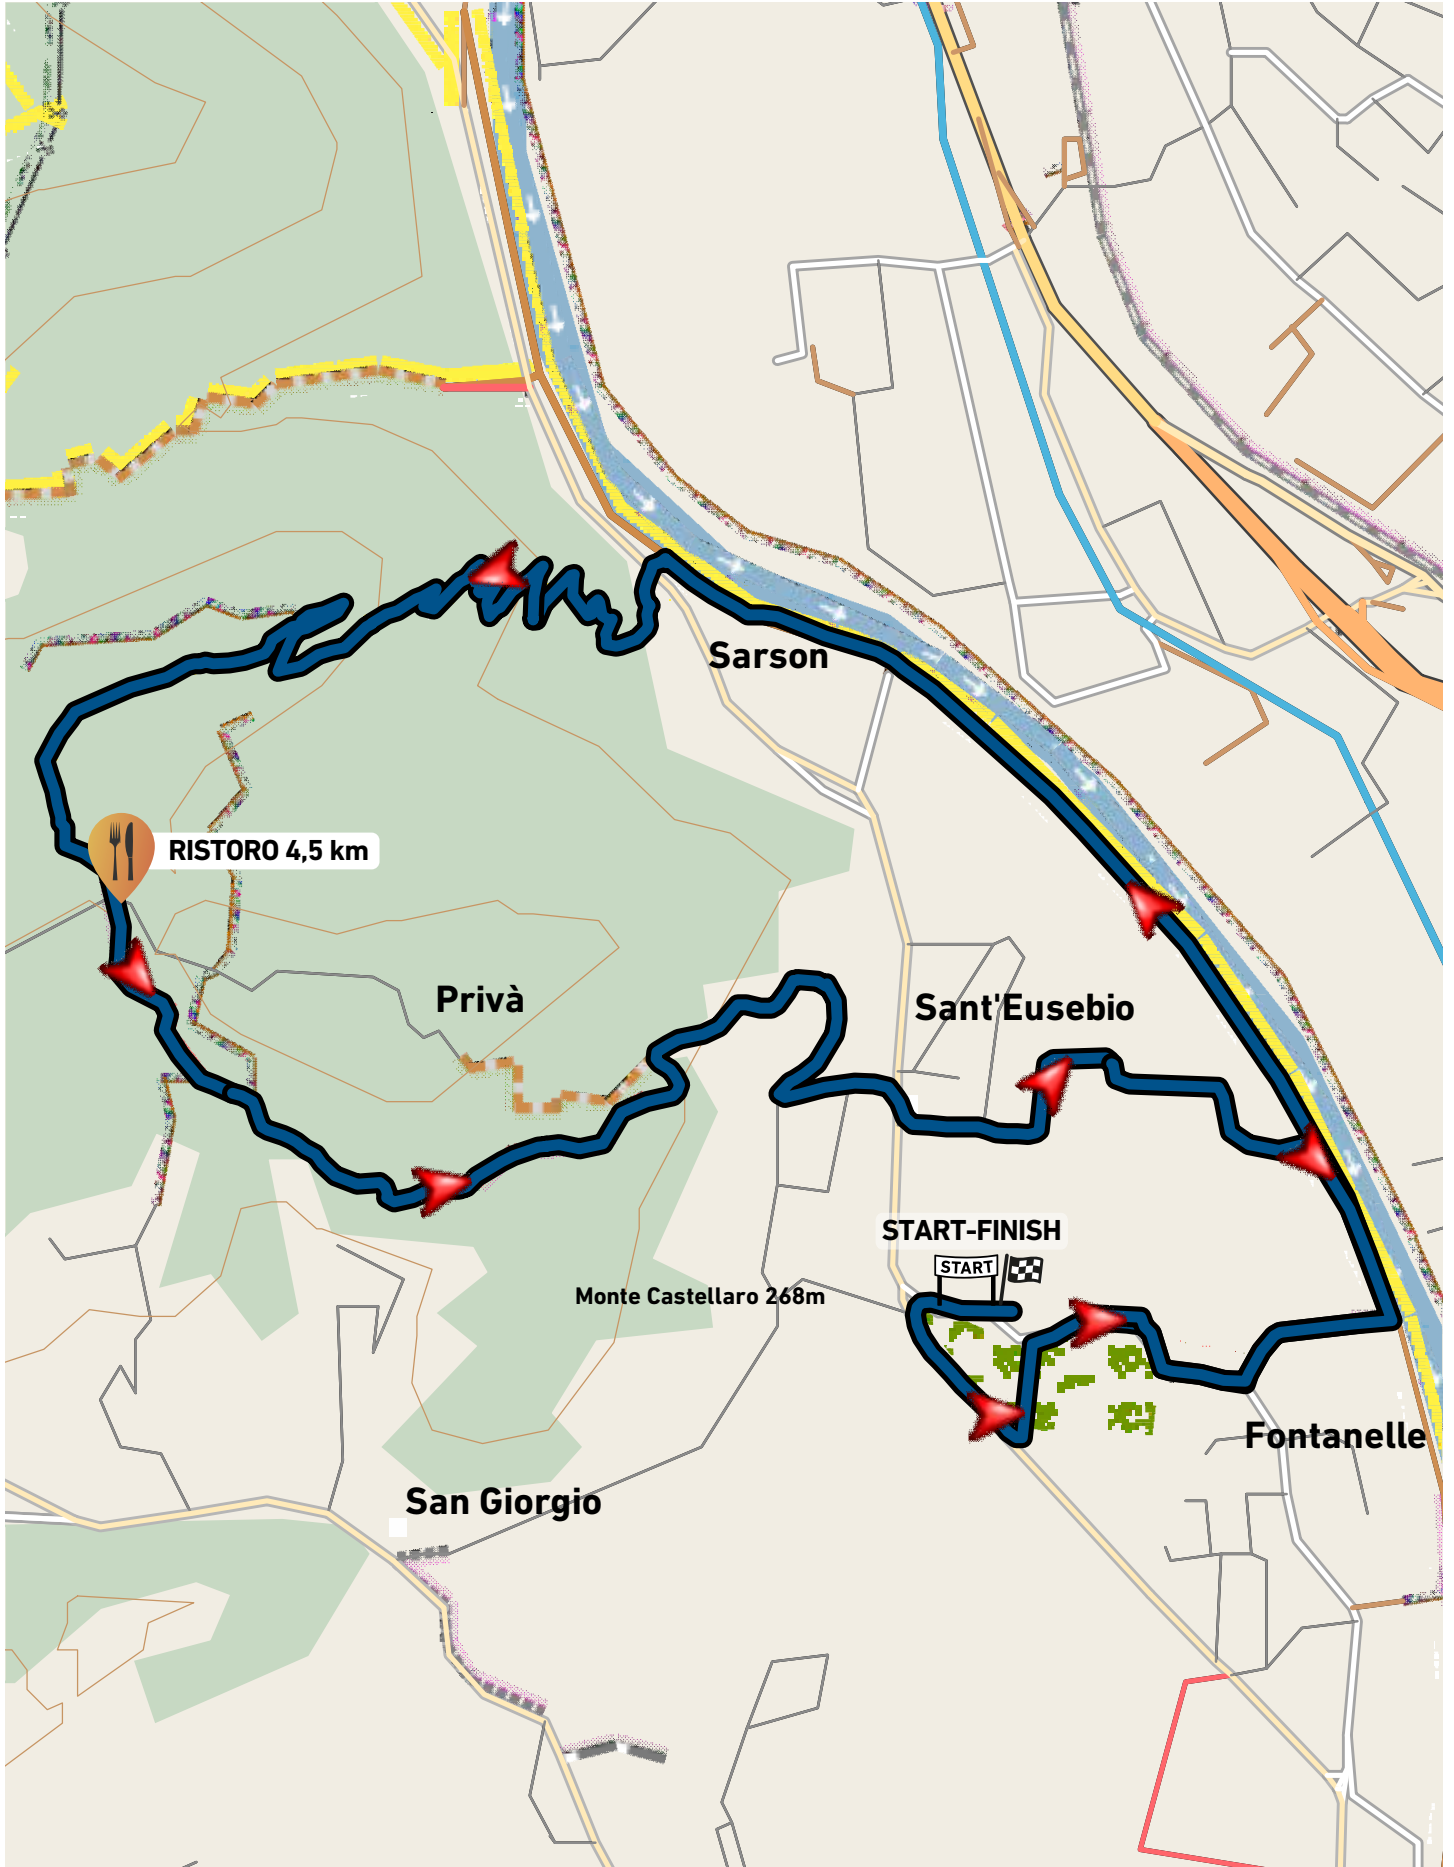 Sarson
RISTORO 4,5 km
Privà
Sant'Eusebio
START-FINISH
START
Monte Castellaro 268m
Fontanelle
San Giorgio